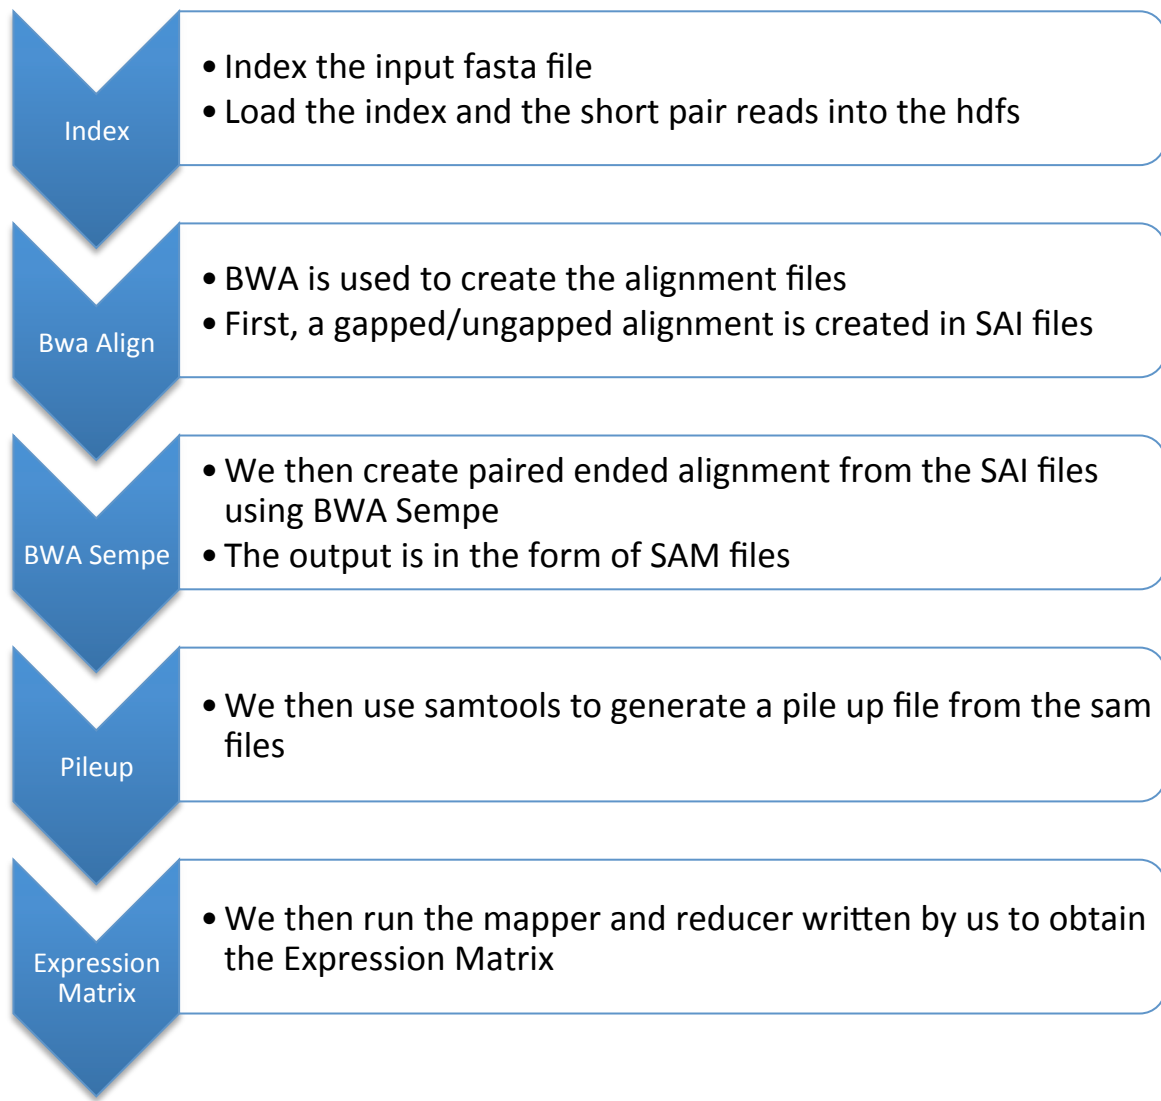 Index
• Index the input fasta file
• Load the index and the short pair reads into the hdfs
Bwa Align
• BWA is used to create the alignment files
• First, a gapped/ungapped alignment is created in SAI files
BWA Sempe
• We then create paired ended alignment from the SAI files
using BWA Sempe
• The output is in the form of SAM files
Pileup
• We then use samtools to generate a pile up file from the sam
files
Expression
Matrix
• We then run the mapper and reducer written by us to obtain
the Expression Matrix